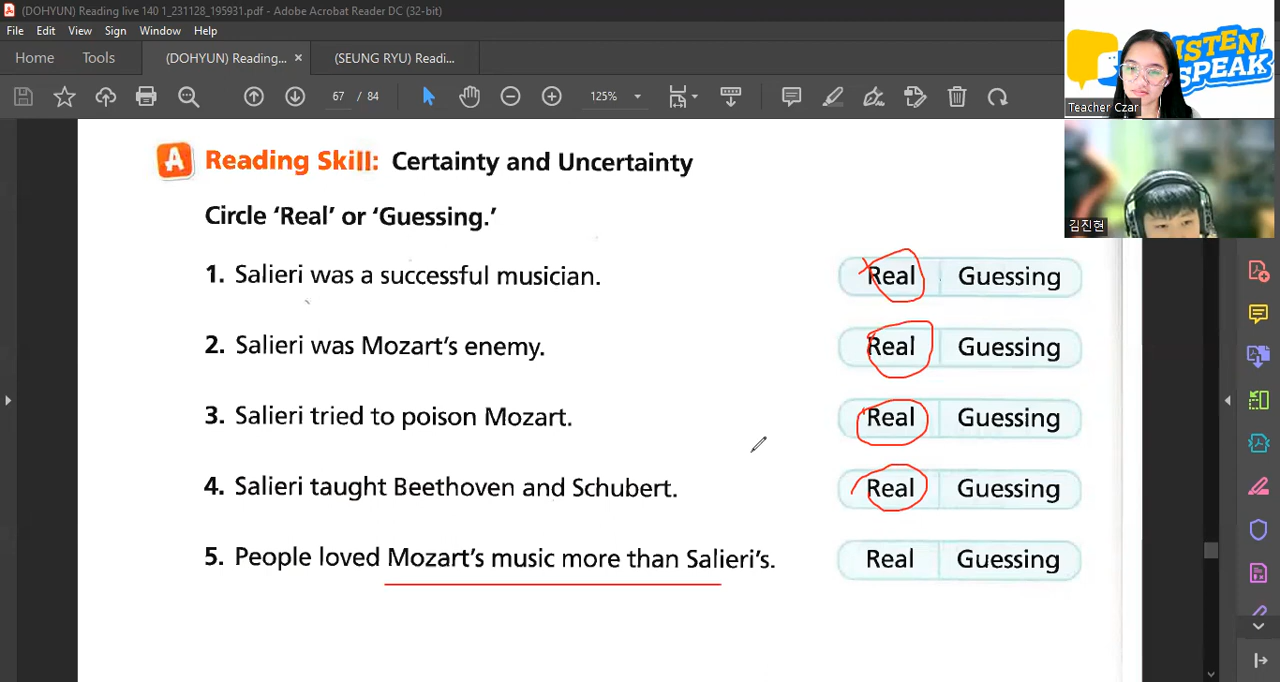 (DOHYUN) Reading live 140 1_231128_195931.pdf - Adobe Acrobat Reader DC (32-bit)
File Edit View Sign Window Help
Home Tools (DOHYUN) Reading... × (SEUNG RYU) Readi...
67 / 84 125%
LISTEN
SPEAK
Teacher Czar
김진현
A Reading Skill: Certainty and Uncertainty
Circle ‘Real’ or ‘Guessing.’
1. Salieri was a successful musician. Real Guessing
2. Salieri was Mozart’s enemy. Real Guessing
3. Salieri tried to poison Mozart. Real Guessing
4. Salieri taught Beethoven and Schubert. Real Guessing
5. People loved Mozart’s music more than Salieri’s. Real Guessing